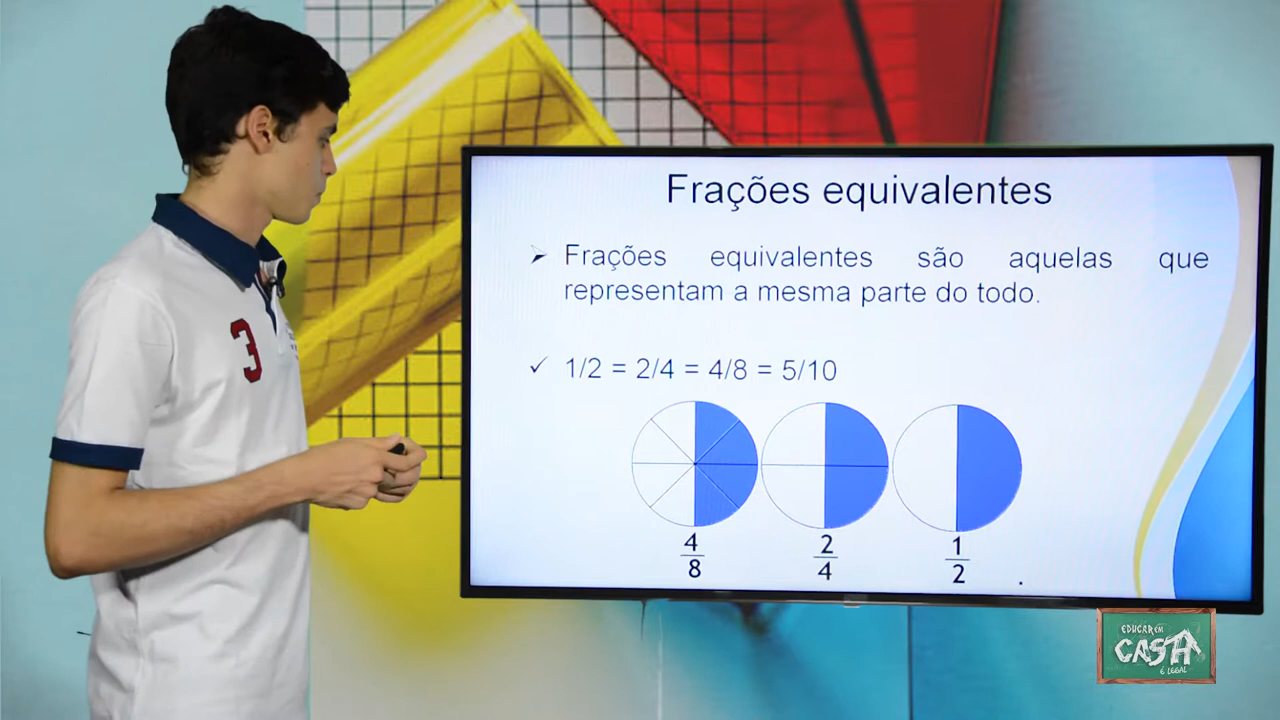 Frações equivalentes
➢ Frações equivalentes são aquelas que
representam a mesma parte do todo.
✓ 1/2 = 2/4 = 4/8 = 5/10
4/8 2/4 1/2 .
3
EDUCAR EM
CASA
É LEGAL